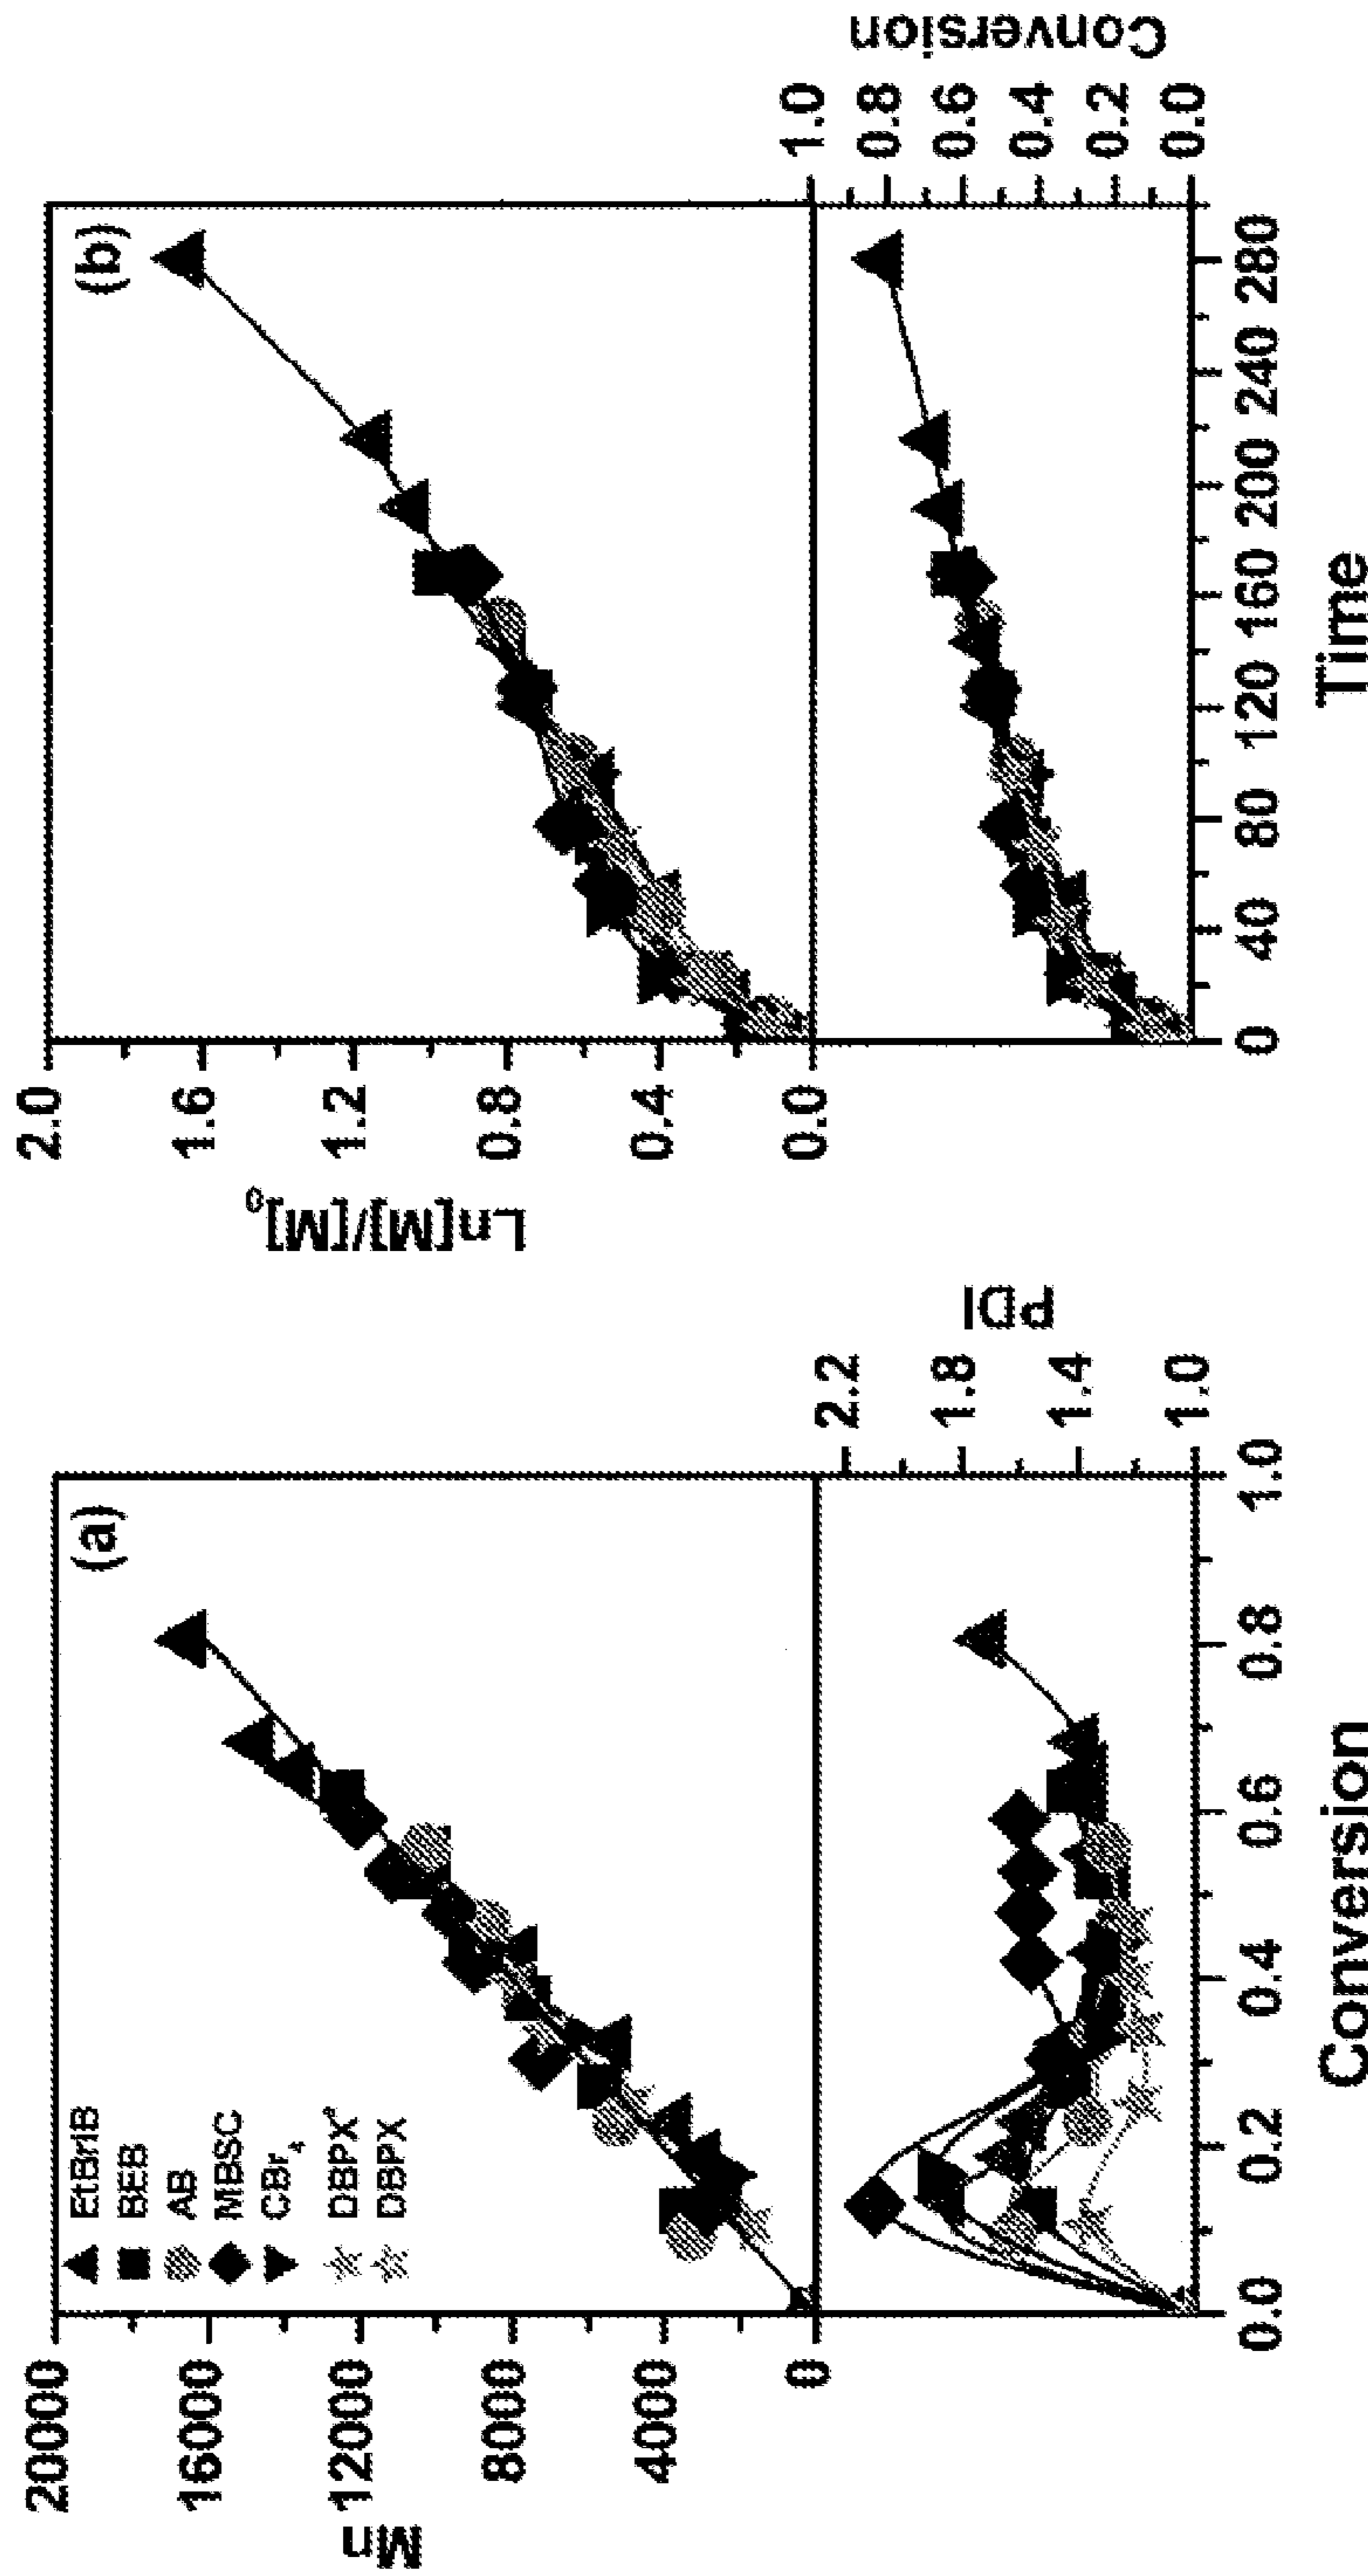 (a)
EtBriB
BEB
AB
MBSC
CBr4
DBPX*
DBPX
Mn
20000
16000
12000
8000
4000
0
PDI
2.2
1.8
1.4
1.0
0.0 0.2 0.4 0.6 0.8 1.0
Conversion
(b)
Ln[M]/[M]0
2.0
1.6
1.2
0.8
0.4
0.0
Conversion
1.0
0.8
0.6
0.4
0.2
0.0
0 40 80 120 160 200 240 280
Time